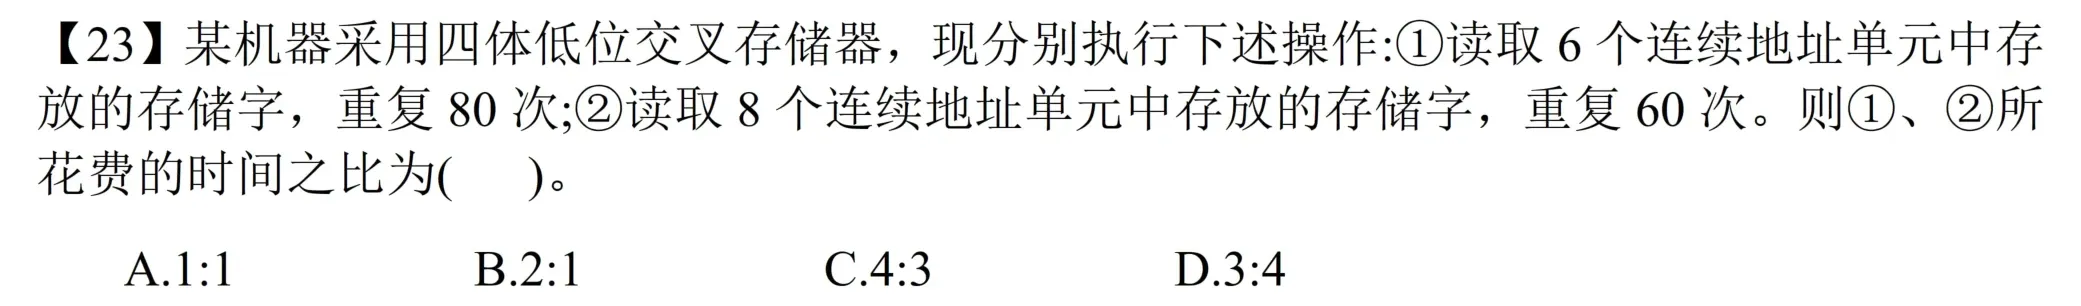 【23】某机器采用四体低位交叉存储器，现分别执行下述操作:①读取 6 个连续地址单元中存
放的存储字，重复 80 次;②读取 8 个连续地址单元中存放的存储字，重复 60 次。则①、②所
花费的时间之比为(    )。
A.1:1 B.2:1 C.4:3 D.3:4